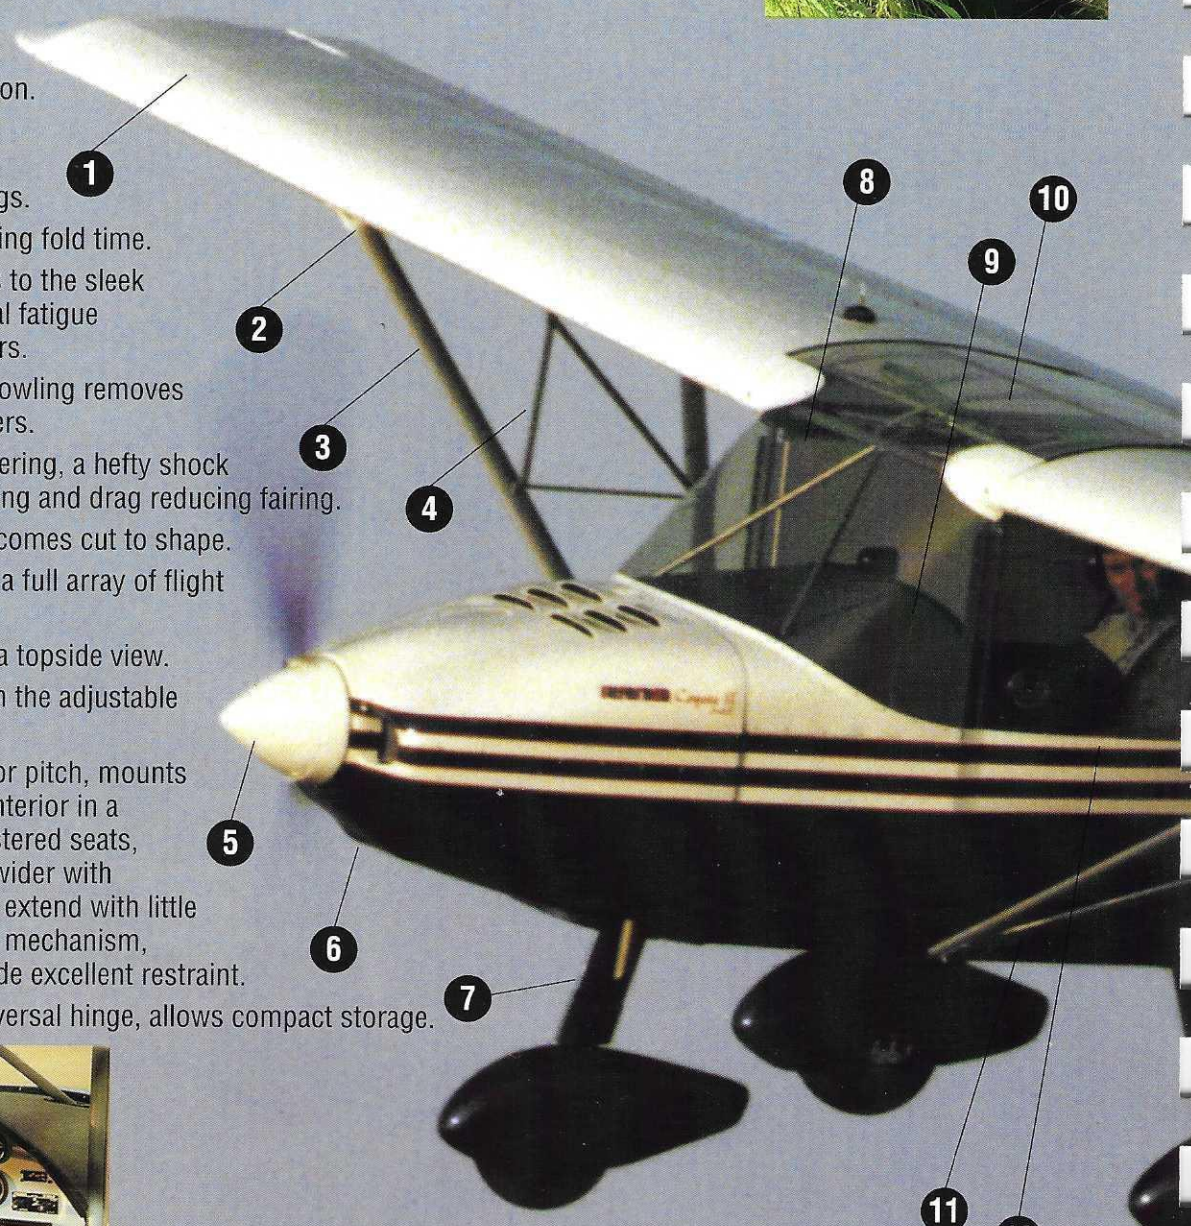 on.
1
gs.
ing fold time.
s to the sleek
al fatigue
rs.
owling removes
ers.
ering, a hefty shock
ng and drag reducing fairing.
comes cut to shape.
a full array of flight
a topside view.
n the adjustable
or pitch, mounts
nterior in a
stered seats,
wider with
extend with little
mechanism,
de excellent restraint.
versal hinge, allows compact storage.
2
3
4
5
6
7
8
9
10
11